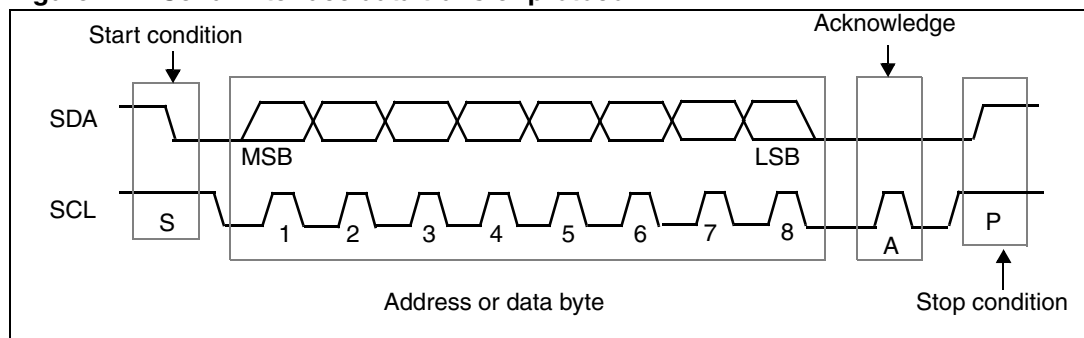 Start condition
Acknowledge
SDA
MSB
LSB
SCL
S
1 2 3 4 5 6 7 8
A
P
Address or data byte
Stop condition